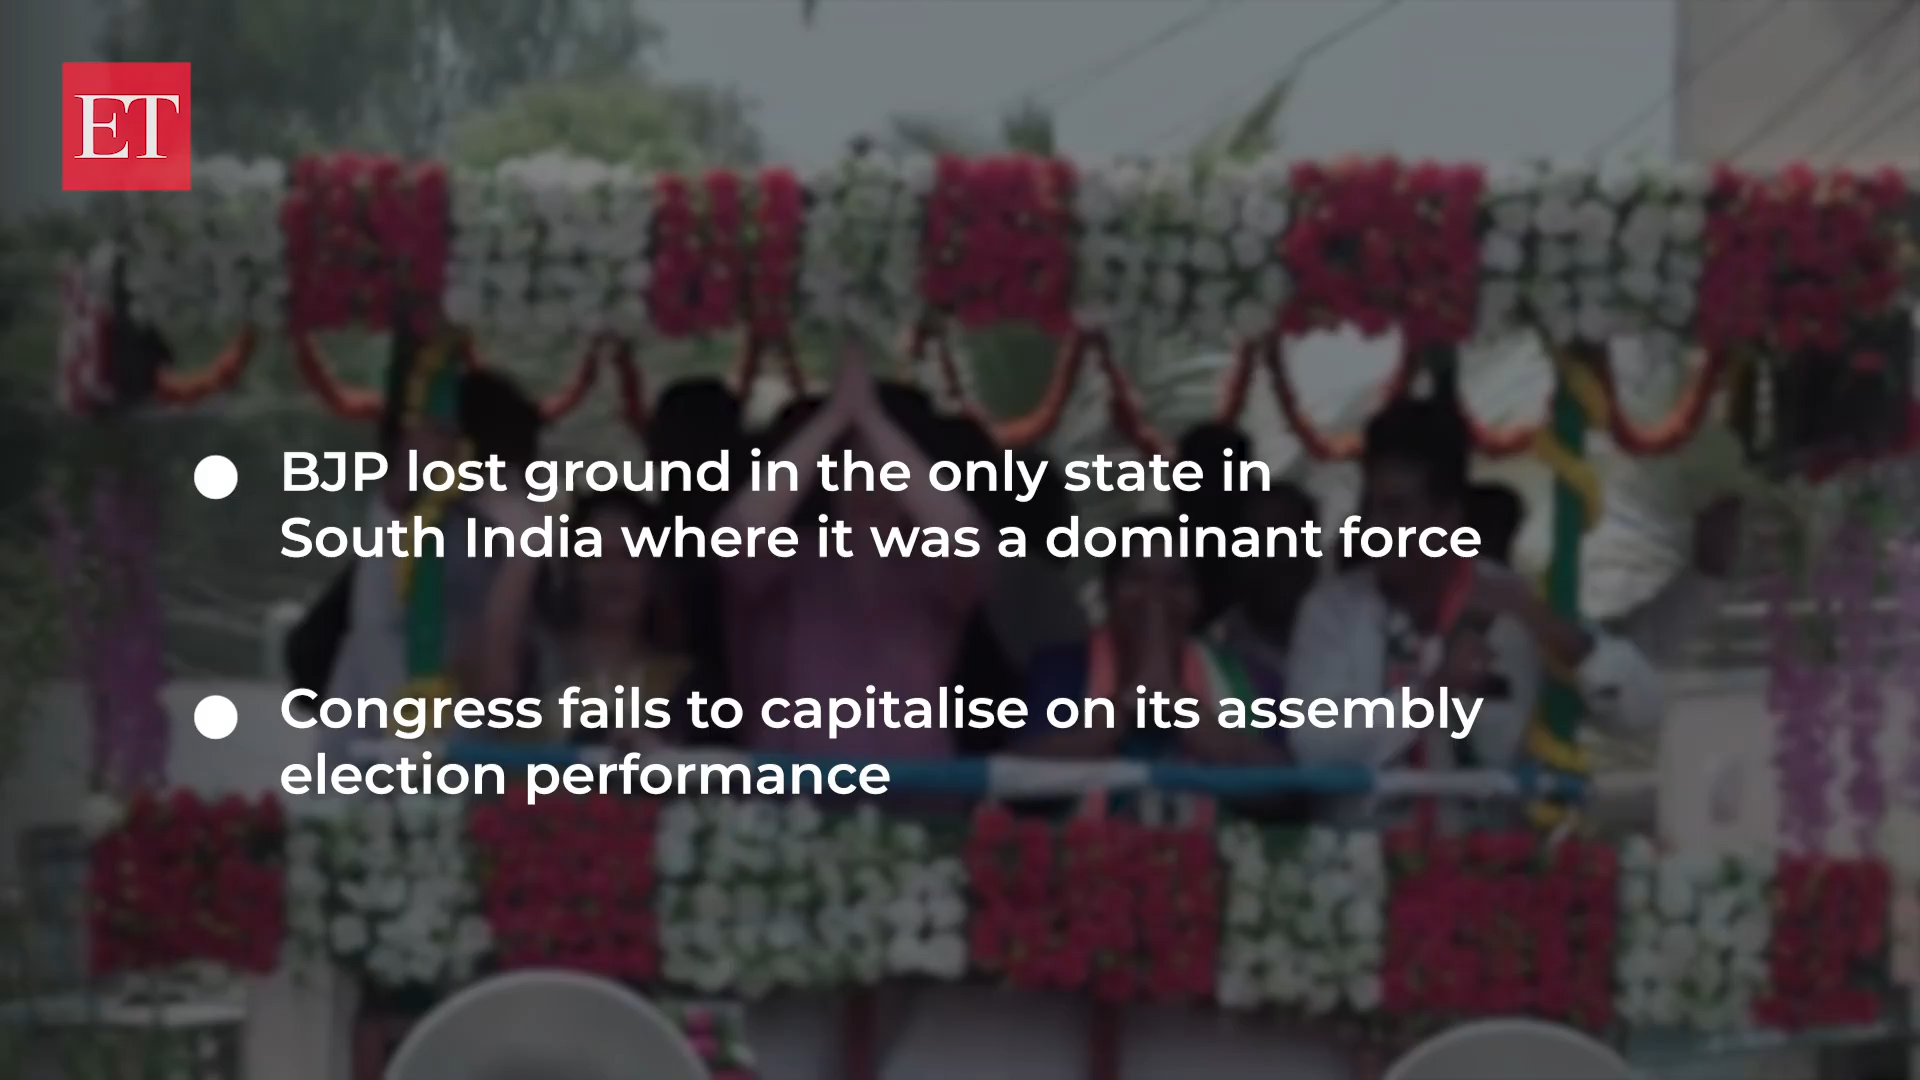 ET
BJP lost ground in the only state in
South India where it was a dominant force
Congress fails to capitalise on its assembly
election performance